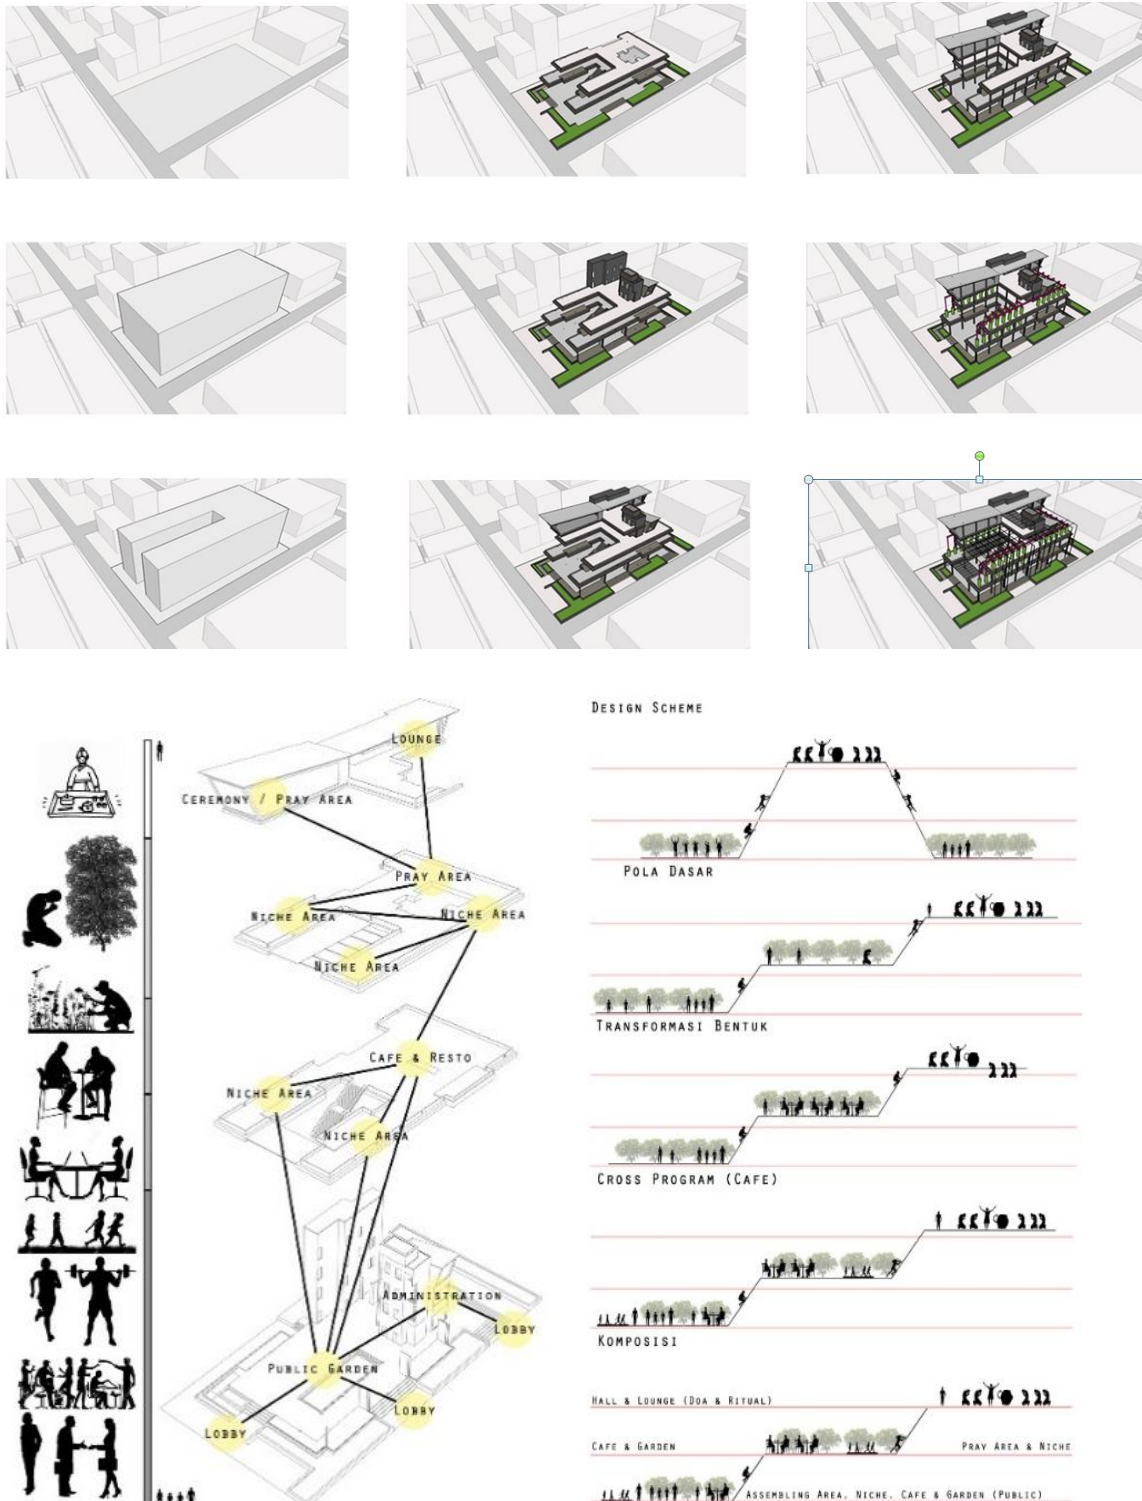 LOUNGE
CEREMONY / PRAY AREA
PRAY AREA
NICHE AREA
NICHE AREA
NICHE AREA
CAFE & RESTO
NICHE AREA
NICHE AREA
ADMINISTRATION
LOBBY
PUBLIC GARDEN
LOBBY
LOBBY
DESIGN SCHEME
POLA DASAR
TRANSFORMASI BENTUK
CROSS PROGRAM (CAFE)
KOMPOSISI
HALL & LOUNGE (DOA & RITUAL)
CAFE & GARDEN
PRAY AREA & NICHE
ASSEMBLING AREA, NICHE, CAFE & GARDEN (PUBLIC)